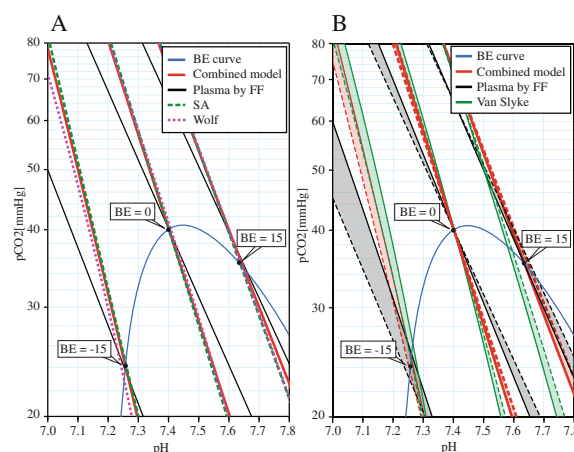 A
80
70
60
50
40
30
20
pCO2[mmHg]
7.0 7.1 7.2 7.3 7.4 7.5 7.6 7.7 7.8
pH
BE curve
Combined model
Plasma by FF
SA
Wolf
BE = 0
BE = 15
BE = -15
B
80
70
60
50
40
30
20
pCO2[mmHg]
7.0 7.1 7.2 7.3 7.4 7.5 7.6 7.7 7.8
pH
BE curve
Combined model
Plasma by FF
Van Slyke
BE = 0
BE = 15
BE = -15